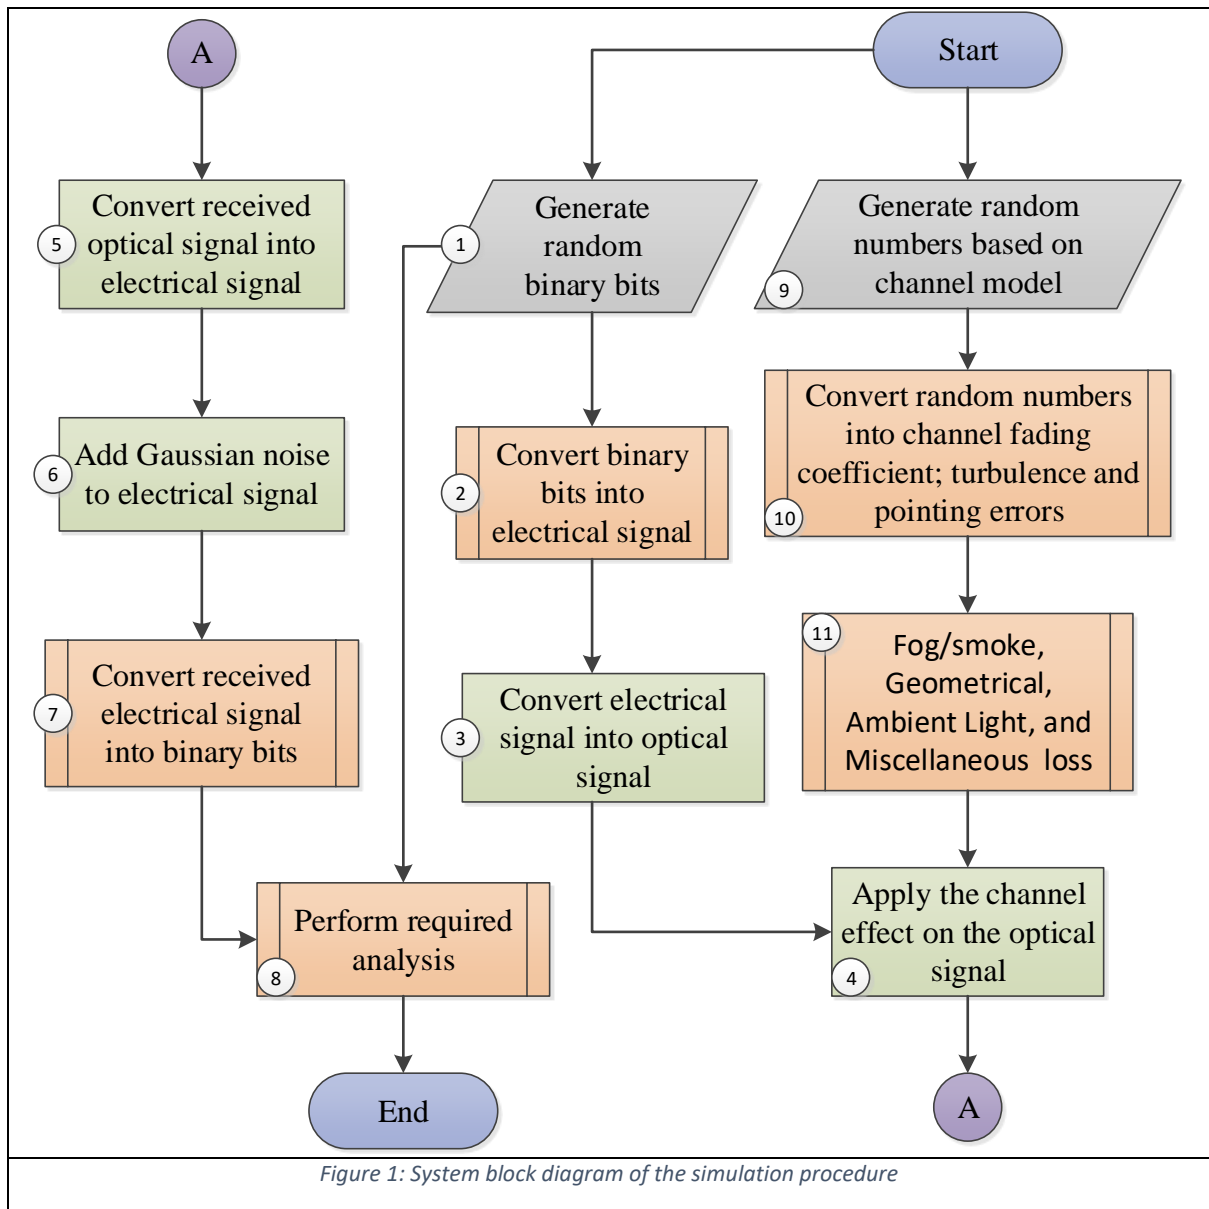 A
Start
5
Convert received
optical signal into
electrical signal
1
Generate
random
binary bits
Generate random
numbers based on
channel model
9
6
Add Gaussian noise
to electrical signal
2
Convert binary
bits into
electrical signal
Convert random numbers
into channel fading
coefficient; turbulence and
pointing errors
10
7
Convert received
electrical signal
into binary bits
3
Convert electrical
signal into optical
signal
11
Fog/smoke,
Geometrical,
Ambient Light, and
Miscellaneous loss
Perform required
analysis
8
Apply the channel
effect on the optical
signal
4
End
A
Figure 1: System block diagram of the simulation procedure